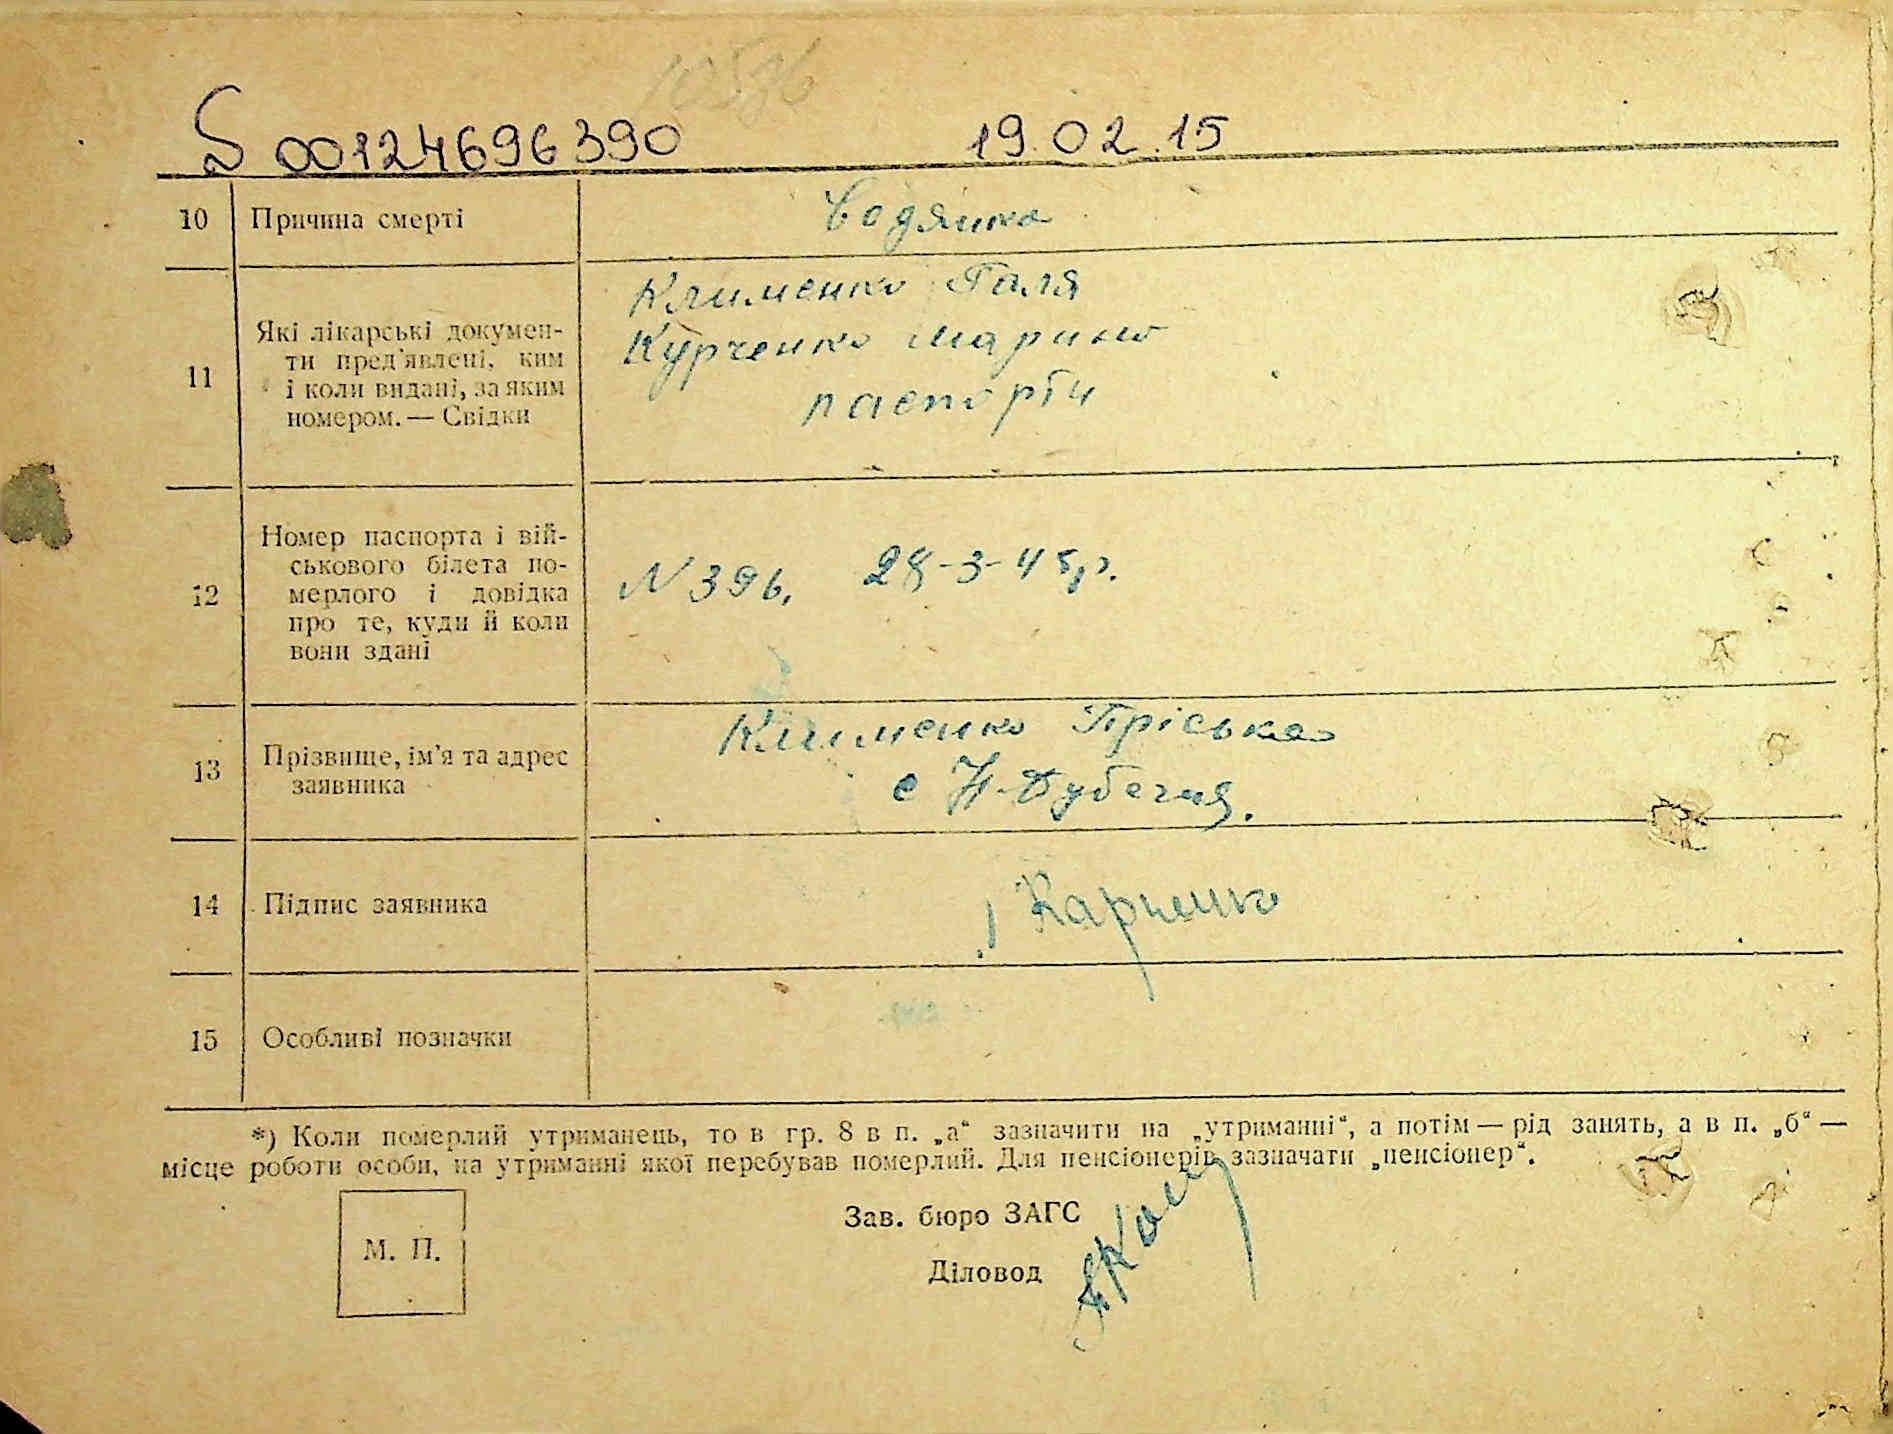 10576
S 00124696390 19.02.15
10 Причина смерті Водянка
11 Які лікарські докумен-
ти пред'явлені, ким
і коли видані, за яким
номером. — Свідки
Клименко Галя
Курченко Марина
паспорти
12 Номер паспорта і вій-
ськового білета по-
мерлого і довідка
про те, куди й коли
вони здані
N 396, 28-3-45р.
13 Прізвище, ім'я та адрес
заявника
Клименко Пріська
с Н-Дубечня.
14 Підпис заявника Карпенко
15 Особливі позначки
*) Коли померлий утриманець, то в гр. 8 в п. „а“ зазначити на „утриманні“, а потім — рід занять, а в п. „б“ —
місце роботи особи, на утриманні якої перебував померлий. Для пенсіонерів зазначати „пенсіонер“.
М. П.
Зав. бюро ЗАГС
Діловод